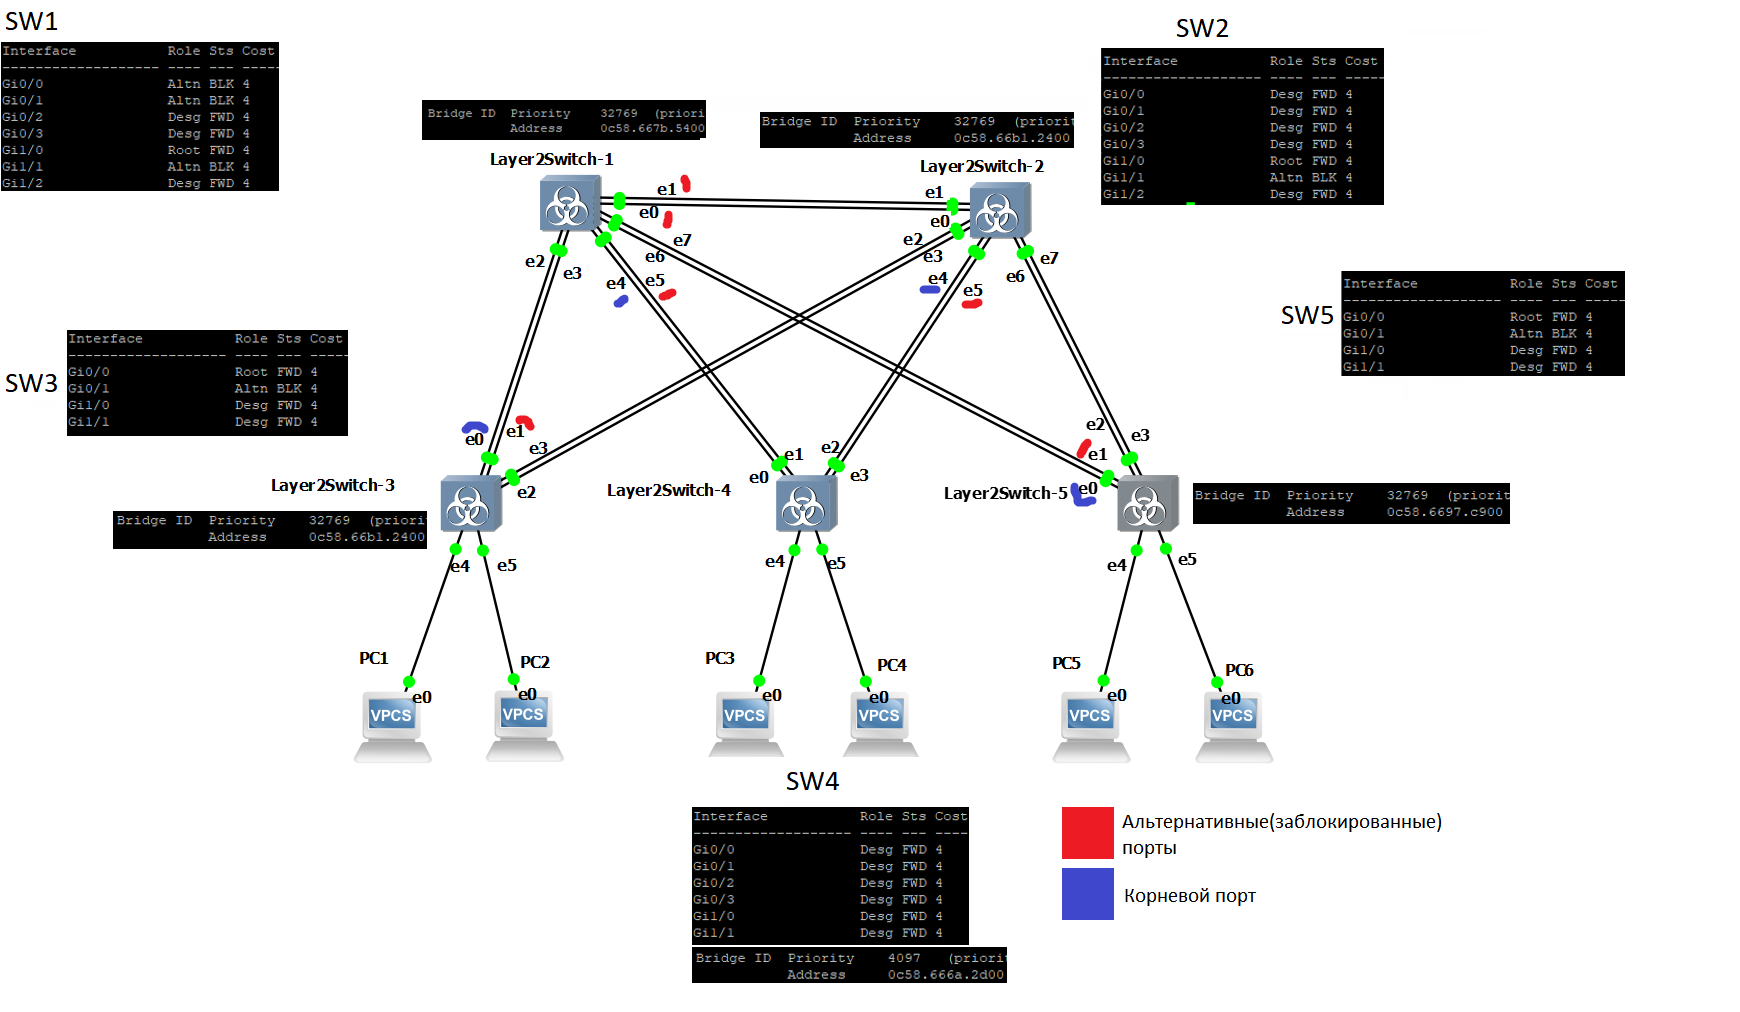 SW1
Interface Role Sts Cost
------------------- ---- --- -----
Gi0/0 Altn BLK 4
Gi0/1 Altn BLK 4
Gi0/2 Desg FWD 4
Gi0/3 Desg FWD 4
Gi1/0 Root FWD 4
Gi1/1 Altn BLK 4
Gi1/2 Desg FWD 4
Bridge ID Priority 32769 (priori
Address 0c58.667b.5400
Layer2Switch-1
Bridge ID Priority 32769 (priorit
Address 0c58.66b1.2400
Layer2Switch-2
SW2
Interface Role Sts Cost
------------------- ---- --- -----
Gi0/0 Desg FWD 4
Gi0/1 Desg FWD 4
Gi0/2 Desg FWD 4
Gi0/3 Desg FWD 4
Gi1/0 Root FWD 4
Gi1/1 Altn BLK 4
Gi1/2 Desg FWD 4
e1
e0
e7
e6
e2
e3
e4
e5
e1
e0
e2
e3
e4
e5
e6
e7
SW3
Interface Role Sts Cost
------------------- ---- --- -----
Gi0/0 Root FWD 4
Gi0/1 Altn BLK 4
Gi1/0 Desg FWD 4
Gi1/1 Desg FWD 4
SW5
Interface Role Sts Cost
------------------- ---- --- -----
Gi0/0 Root FWD 4
Gi0/1 Altn BLK 4
Gi1/0 Desg FWD 4
Gi1/1 Desg FWD 4
e0
e1
e3
e2
Layer2Switch-3
Bridge ID Priority 32769 (priorit
Address 0c58.66b1.2400
e4
e5
e1
e0
e2
e3
Layer2Switch-4
e4
e5
e2
e3
e1
e0
Layer2Switch-5
Bridge ID Priority 32769 (priorit
Address 0c58.6697.c900
e4
e5
PC1
e0
VPCS
PC2
e0
VPCS
PC3
e0
VPCS
PC4
e0
VPCS
PC5
e0
VPCS
PC6
e0
VPCS
SW4
Interface Role Sts Cost
------------------- ---- --- ----
Gi0/0 Desg FWD 4
Gi0/1 Desg FWD 4
Gi0/2 Desg FWD 4
Gi0/3 Desg FWD 4
Gi1/0 Desg FWD 4
Gi1/1 Desg FWD 4
Bridge ID Priority 4097 (priorit
Address 0c58.666a.2d00
Альтернативные(заблокированные)
порты
Корневой порт